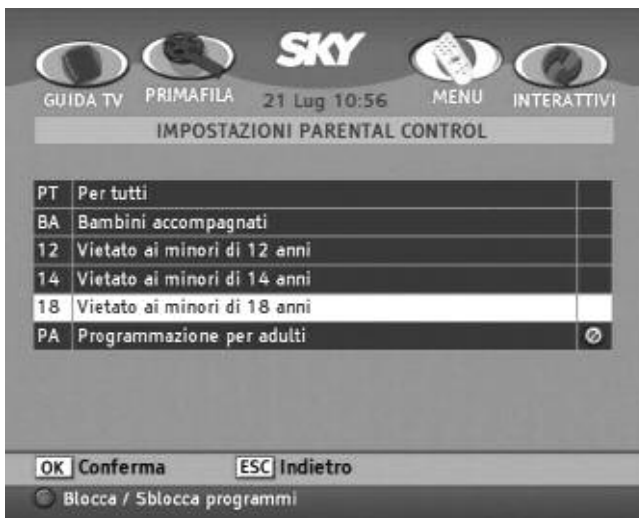 SKY
GUIDA TV PRIMAFILA 21 Lug 10:56 MENU INTERATTIVI
IMPOSTAZIONI PARENTAL CONTROL
PT Per tutti
BA Bambini accompagnati
12 Vietato ai minori di 12 anni
14 Vietato ai minori di 14 anni
18 Vietato ai minori di 18 anni
PA Programmazione per adulti
OK Conferma ESC Indietro
Blocca / Sblocca programmi